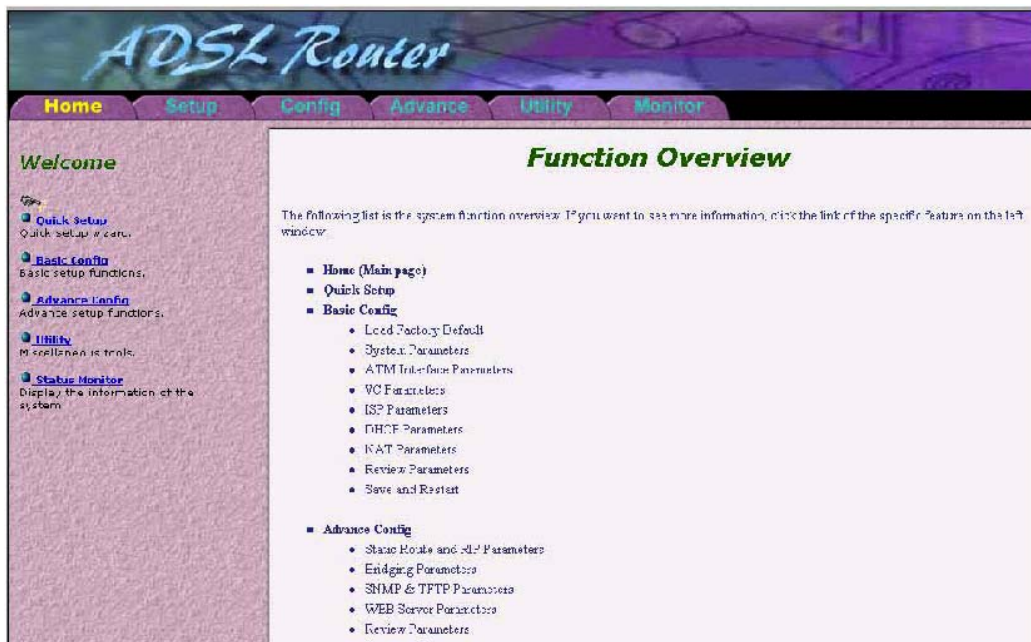 ADSL Router
Home Setup Config Advance Utility Monitor
Welcome
Quick Setup
Quick setup wizard.
Basic Config
Basic setup functions.
Advance Config
Advance setup functions.
Utility
Miscellaneous tools.
Status Monitor
Display the information of the
system
Function Overview
The following list is the system function overview. If you want to see more information, click the link of the specific feature on the left
window.
Home (Main page)
Quick Setup
Basic Config
Load Factory Default
System Parameters
ATM Interface Parameters
VC Parameters
ISP Parameters
DHCP Parameters
NAT Parameters
Review Parameters
Save and Restart
Advance Config
Static Route and RIP Parameters
Bridging Parameters
SNMP & TFTP Parameters
WEB Server Parameters
Review Parameters